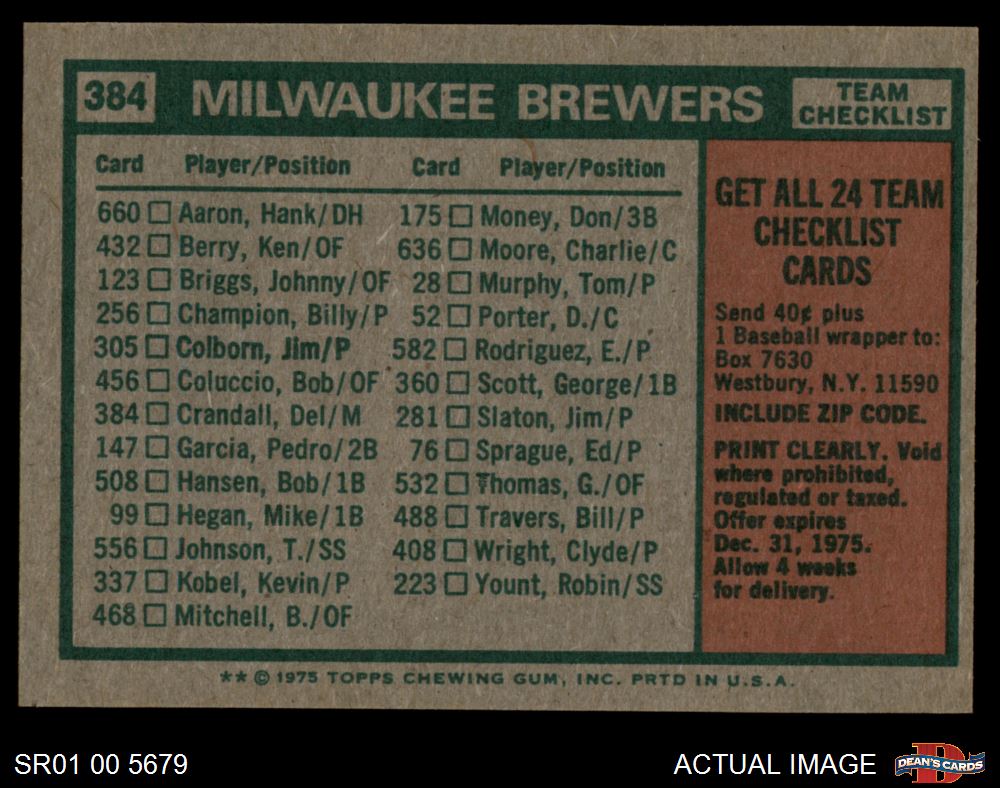 384 MILWAUKEE BREWERS TEAM CHECKLIST
Card Player/Position
660 Aaron, Hank/DH
432 Berry, Ken/OF
123 Briggs, Johnny/OF
256 Champion, Billy/P
305 Colborn, Jim/P
456 Coluccio, Bob/OF
384 Crandall, Del/M
147 Garcia, Pedro/2B
508 Hansen, Bob/1B
99 Hegan, Mike/1B
556 Johnson, T./SS
337 Kobel, Kevin/P
468 Mitchell, B./OF
Card Player/Position
175 Money, Don/3B
636 Moore, Charlie/C
28 Murphy, Tom/P
52 Porter, D./C
582 Rodriguez, E./P
360 Scott, George/1B
281 Slaton, Jim/P
76 Sprague, Ed/P
532 Thomas, G./OF
488 Travers, Bill/P
408 Wright, Clyde/P
223 Yount, Robin/SS
GET ALL 24 TEAM
CHECKLIST
CARDS
Send 40¢ plus
1 Baseball wrapper to:
Box 7630
Westbury, N.Y. 11590
INCLUDE ZIP CODE.
PRINT CLEARLY. Void
where prohibited,
regulated or taxed.
Offer expires
Dec. 31, 1975.
Allow 4 weeks
for delivery.
** © 1975 TOPPS CHEWING GUM, INC. PRTD IN U.S.A.
SR01 00 5679
ACTUAL IMAGE
D
DEAN'S CARDS